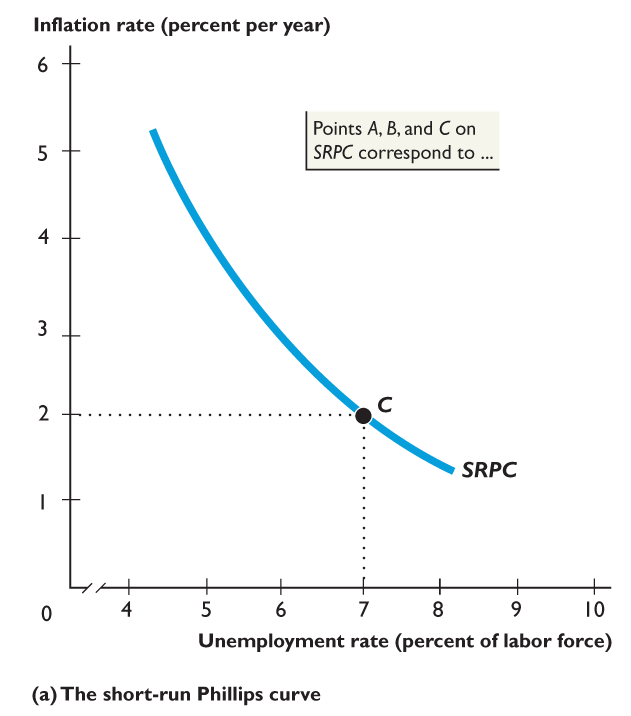 Inflation rate (percent per year)
6
Points A, B, and C on
SRPC correspond to ...
5
4
3
C
2
SRPC
1
0
4 5 6 7 8 9 10
Unemployment rate (percent of labor force)
(a) The short-run Phillips curve